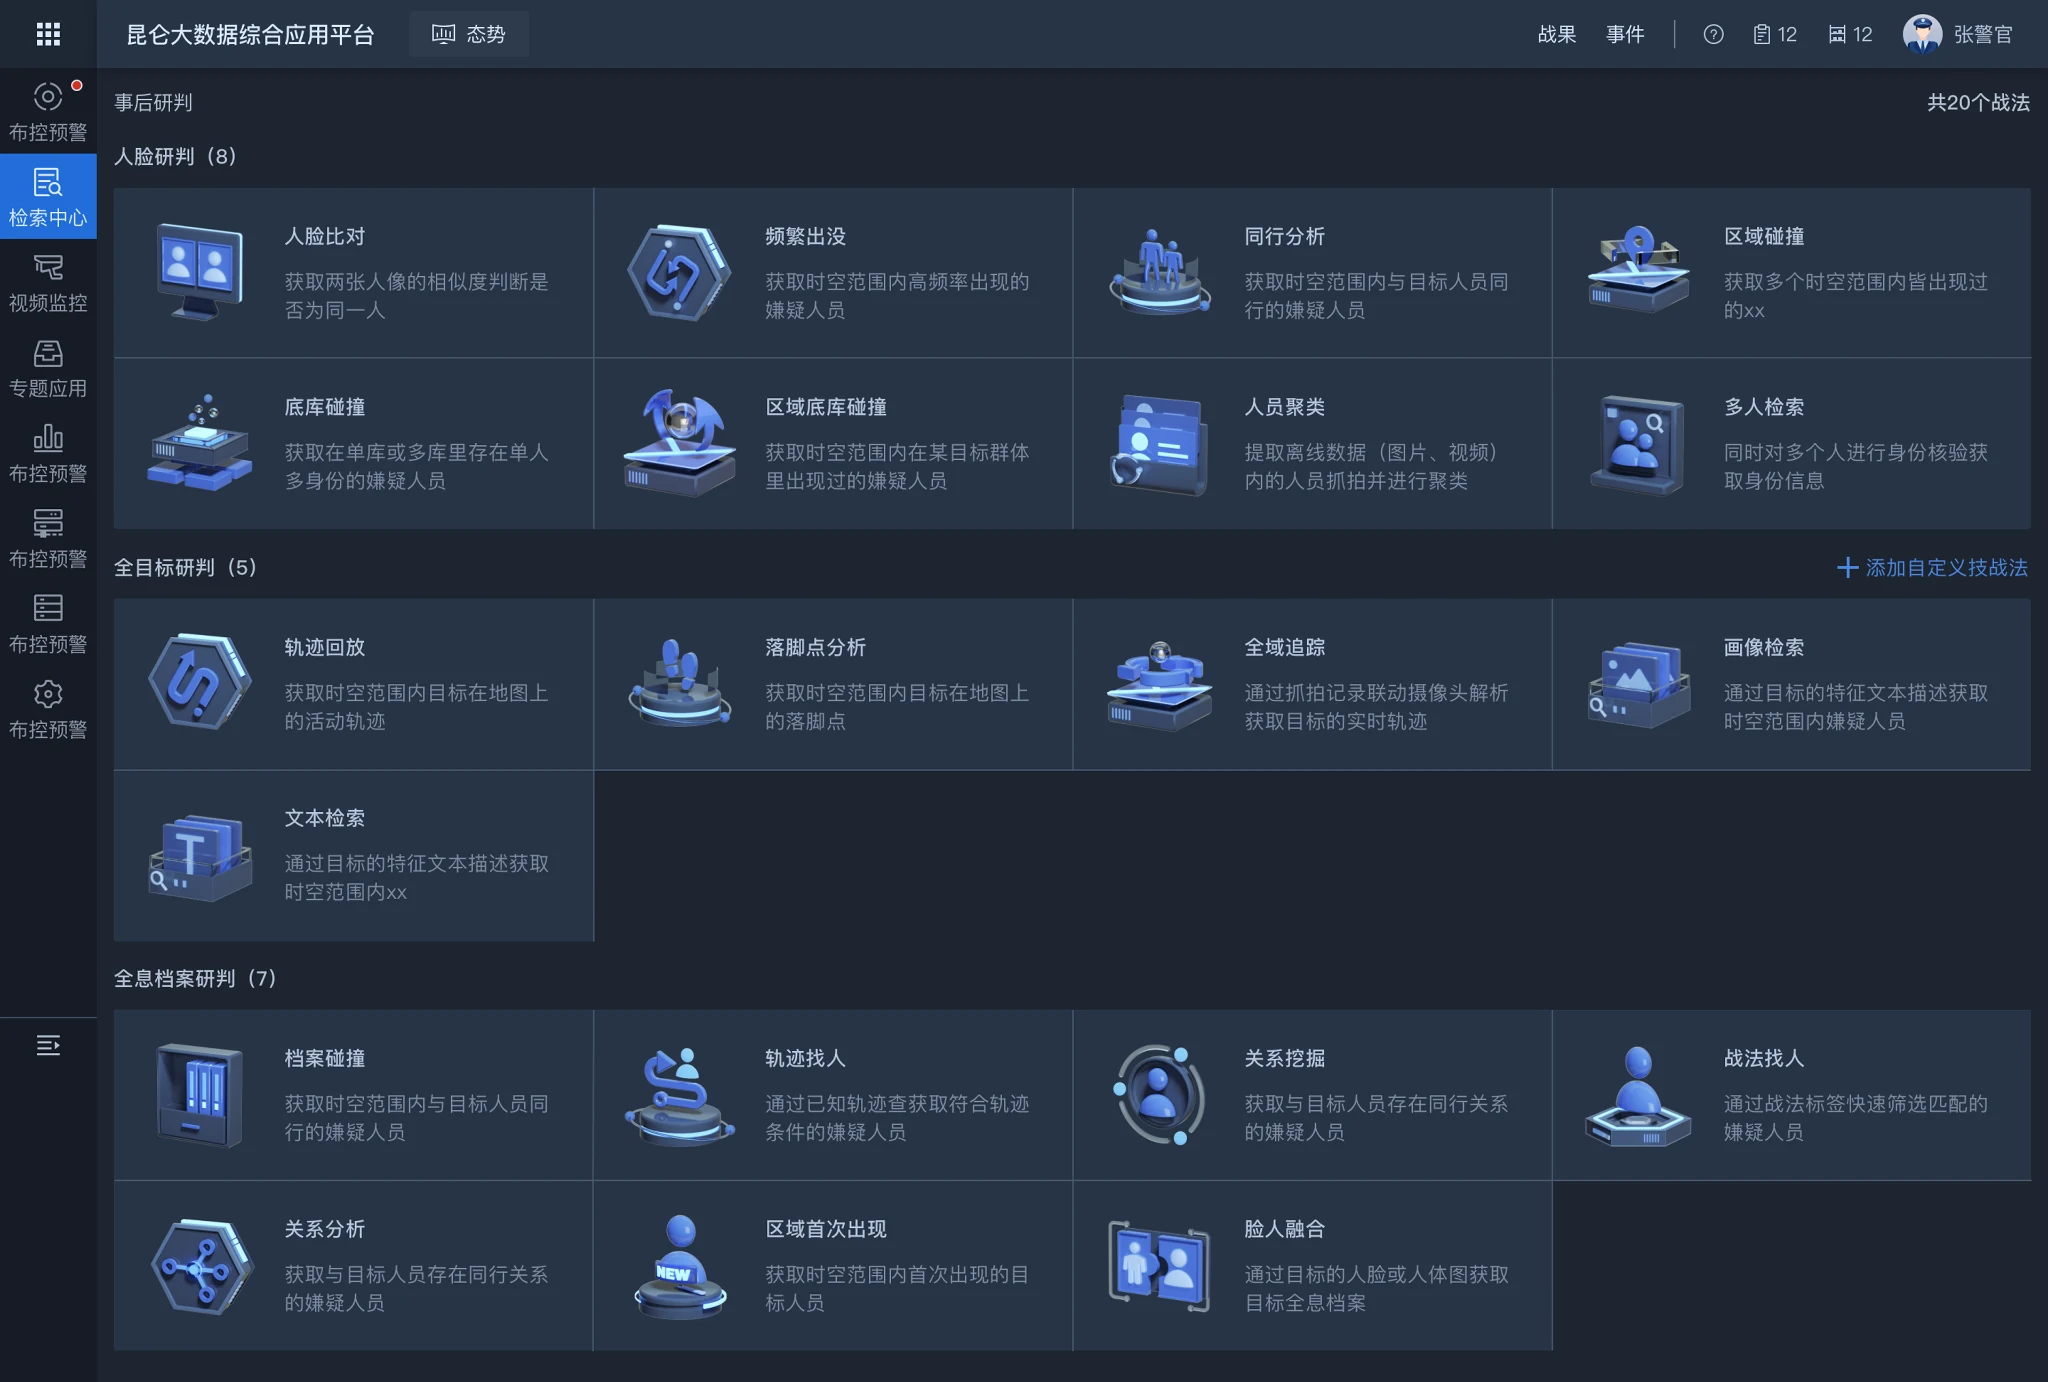 昆仑大数据综合应用平台
态势
战果
事件
12
12
张警官
布控预警
检索中心
视频监控
专题应用
布控预警
布控预警
布控预警
布控预警
事后研判
共20个战法
人脸研判（8）
人脸比对
获取两张人像的相似度判断是
否为同一人
频繁出没
获取时空范围内高频率出现的
嫌疑人员
同行分析
获取时空范围内与目标人员同
行的嫌疑人员
区域碰撞
获取多个时空范围内皆出现过
的xx
底库碰撞
获取在单库或多库里存在单人
多身份的嫌疑人员
区域底库碰撞
获取时空范围内在某目标群体
里出现过的嫌疑人员
人员聚类
提取离线数据（图片、视频）
内的人员抓拍并进行聚类
多人检索
同时对多个人进行身份核验获
取身份信息
全目标研判（5）
添加自定义技战法
轨迹回放
获取时空范围内目标在地图上
的活动轨迹
落脚点分析
获取时空范围内目标在地图上
的落脚点
全域追踪
通过抓拍记录联动摄像头解析
获取目标的实时轨迹
画像检索
通过目标的特征文本描述获取
时空范围内嫌疑人员
T
文本检索
通过目标的特征文本描述获取
时空范围内xx
全息档案研判（7）
档案碰撞
获取时空范围内与目标人员同
行的嫌疑人员
轨迹找人
通过已知轨迹查获取符合轨迹
条件的嫌疑人员
关系挖掘
获取与目标人员存在同行关系
的嫌疑人员
战法找人
通过战法标签快速筛选匹配的
嫌疑人员
关系分析
获取与目标人员存在同行关系
的嫌疑人员
NEW
区域首次出现
获取时空范围内首次出现的目
标人员
脸人融合
通过目标的人脸或人体图获取
目标全息档案